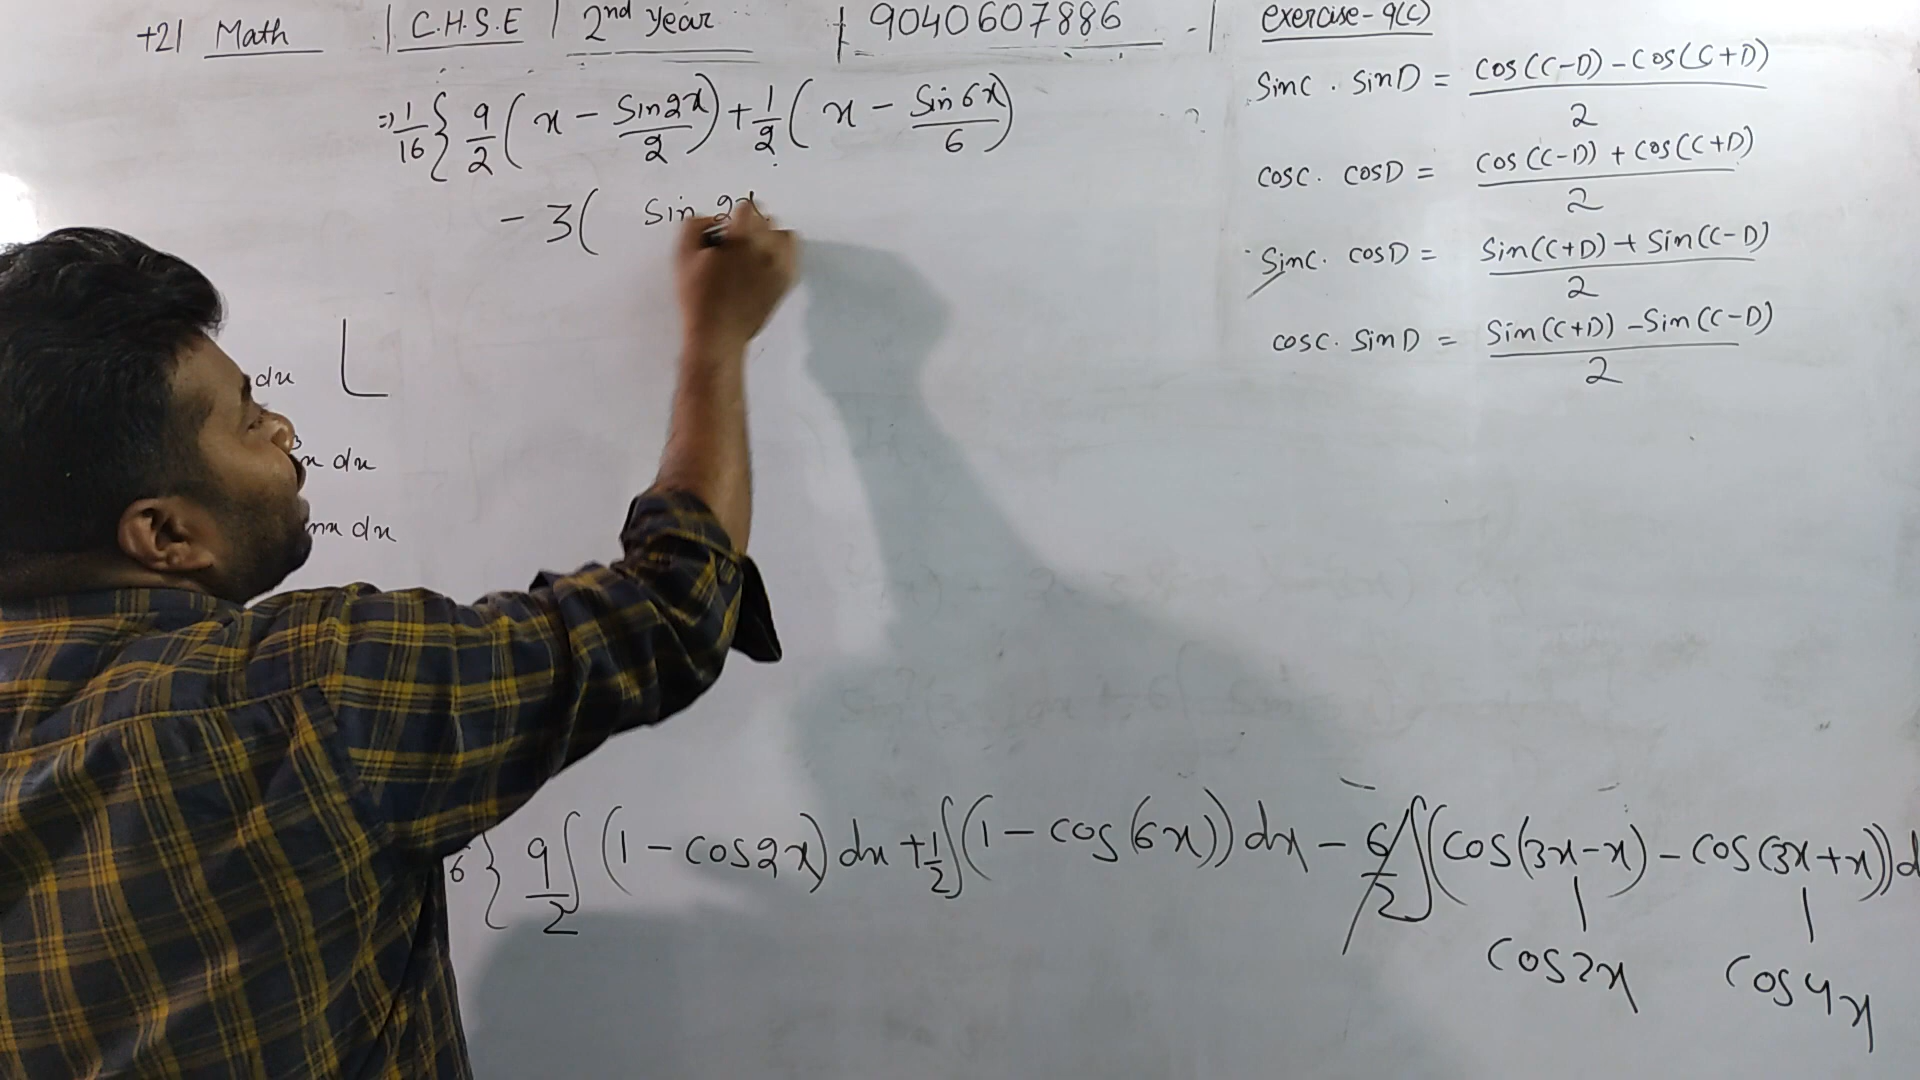 +21 Math | C.H.S.E | 2nd year | 9040607886 - | exercise-9(c)
⇒ 1/16 { 9/2 (x - Sin2x/2) + 1/2 (x - Sin6x/6)
- 3( Sin 2x
SinC . SinD = Cos(C-D) - Cos(C+D) / 2
CosC. CosD = Cos(C-D) + Cos(C+D) / 2
SinC. CosD = Sin(C+D) + Sin(C-D) / 2
CosC. SinD = Sin(C+D) - Sin(C-D) / 2
dx
x dx
dx
6 { 9/2 ∫ (1 - cos2x) dx + 1/2 ∫ (1 - cos(6x)) dx - 6/2 ∫ (cos(3x-x) - cos(3x+x)) d
Cos2x Cos4x